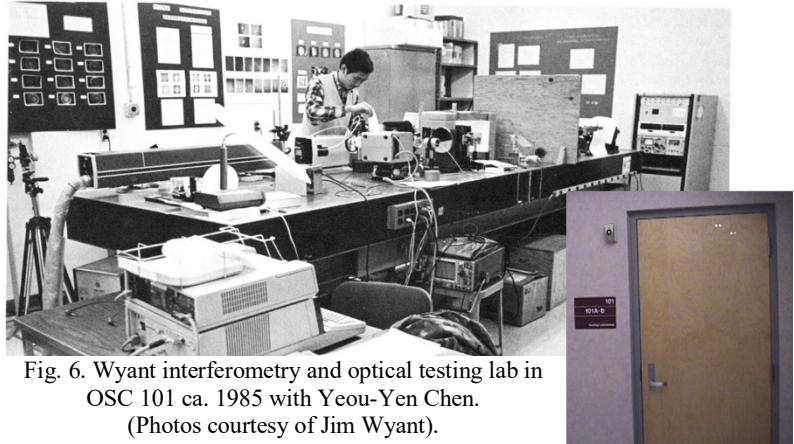 101
101A-D
Fig. 6. Wyant interferometry and optical testing lab in
OSC 101 ca. 1985 with Yeou-Yen Chen.
(Photos courtesy of Jim Wyant).